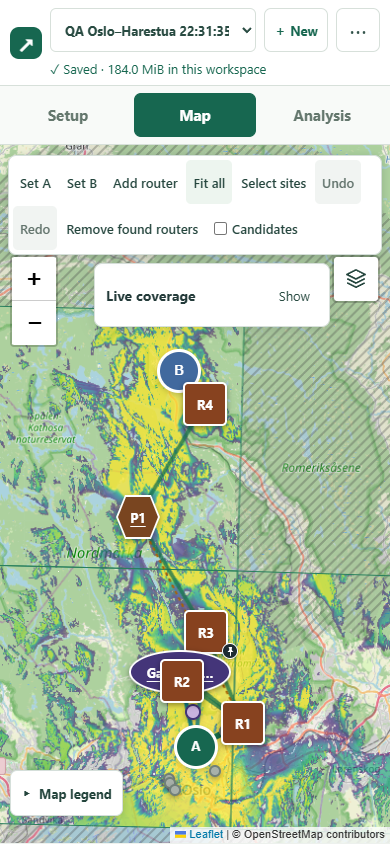 QA Oslo–Harestua 22:31:35
+ New
...
✓ Saved · 184.0 MiB in this workspace
Setup
Map
Analysis
Gran
Set A
Set B
Add router
Fit all
Select sites
Undo
Redo
Remove found routers
Candidates
+
−
Live coverage
Show
B
R4
naturreservat
Romeriksåsene
P1
R3
R2
R1
A
Oslo
Map legend
Leaflet | © OpenStreetMap contributors